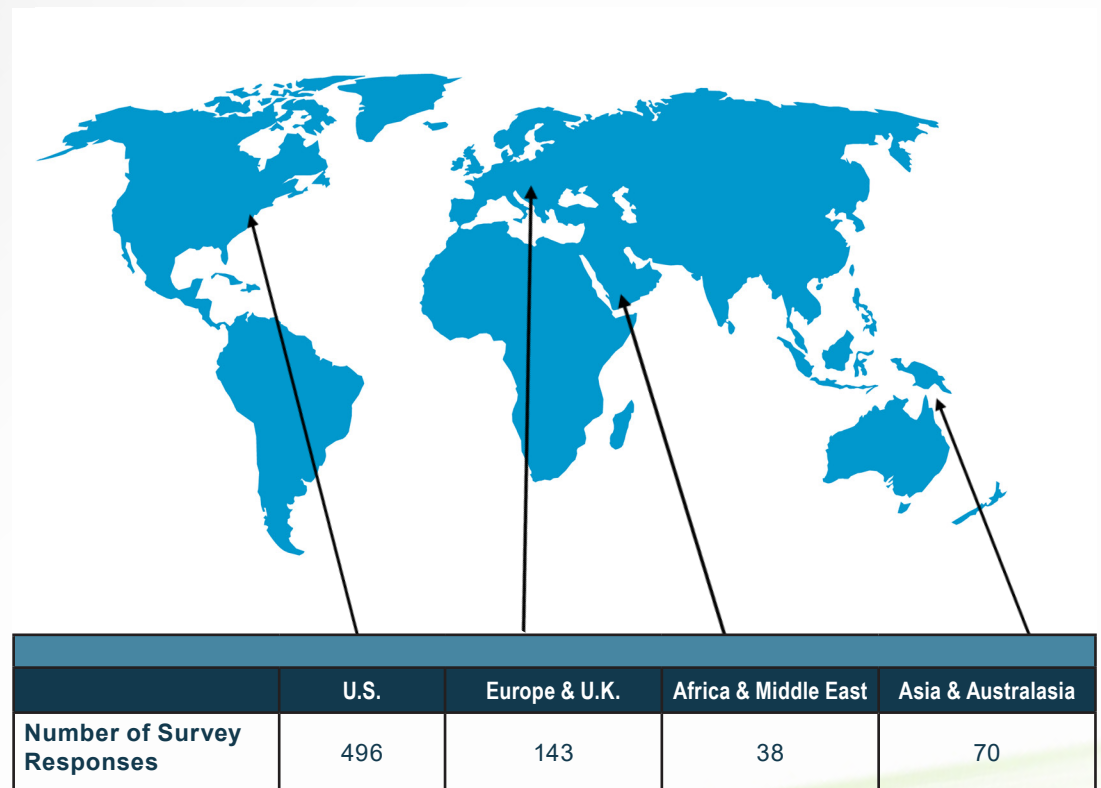 U.S. Europe & U.K. Africa & Middle East Asia & Australasia
Number of Survey
Responses
496 143 38 70